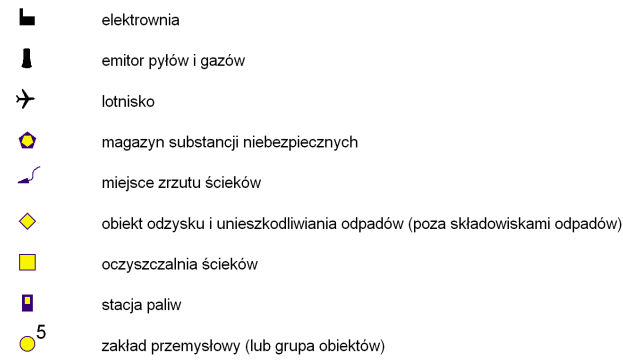 elektrownia
emitor pyłów i gazów
lotnisko
magazyn substancji niebezpiecznych
miejsce zrzutu ścieków
obiekt odzysku i unieszkodliwiania odpadów (poza składowiskami odpadów)
oczyszczalnia ścieków
stacja paliw
5 zakład przemysłowy (lub grupa obiektów)